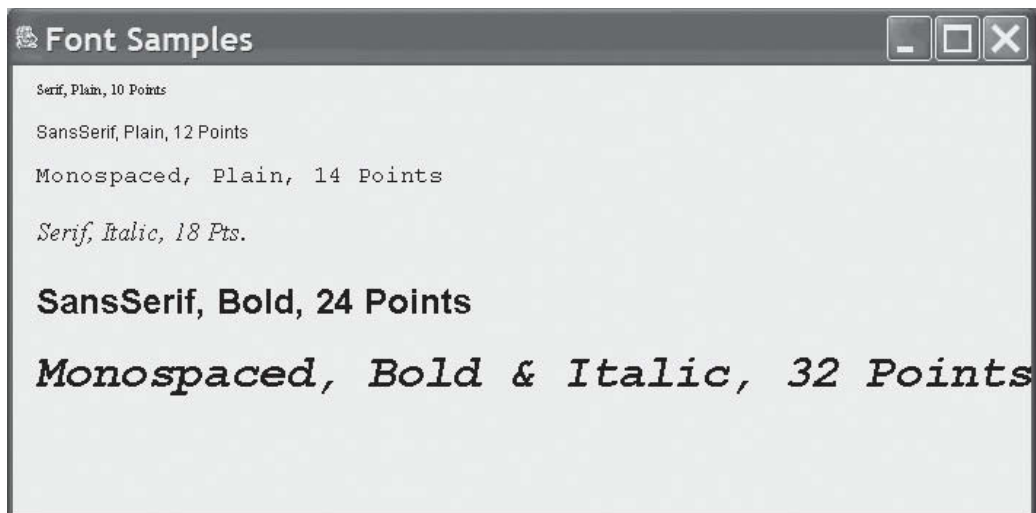 Font Samples
Serif, Plain, 10 Points
SansSerif, Plain, 12 Points
Monospaced, Plain, 14 Points
Serif, Italic, 18 Pts.
SansSerif, Bold, 24 Points
Monospaced, Bold & Italic, 32 Points